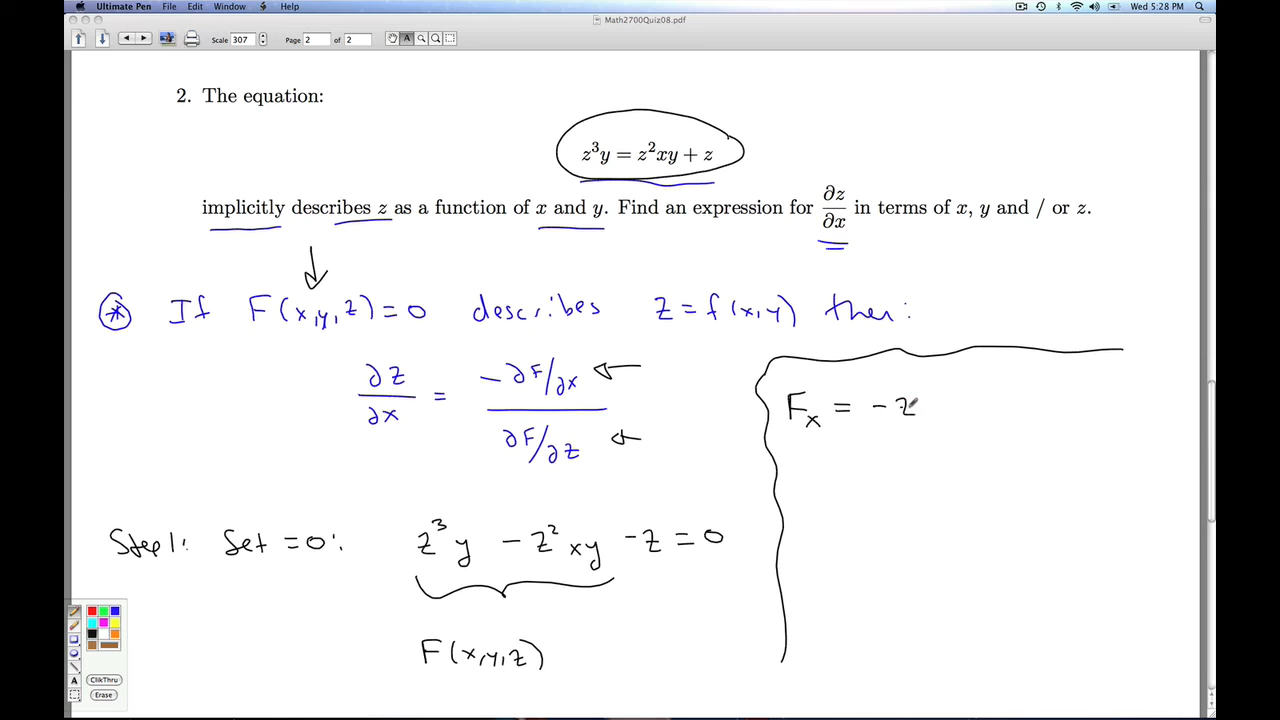 Ultimate Pen File Edit Window Help Wed 5:28 PM
Math2700Quiz08.pdf
Scale 307 Page 2 of 2 A
2. The equation:
z³y = z²xy + z
implicitly describes z as a function of x and y. Find an expression for ∂z/∂x in terms of x, y and / or z.
* If F(x,y,z)=0 describes z=f(x,y) then:
∂z/∂x = -∂F/∂x / ∂F/∂z
F_x = -z
Step 1: Set =0: z³y - z²xy - z = 0
F(x,y,z)
A ClikThru
Erase